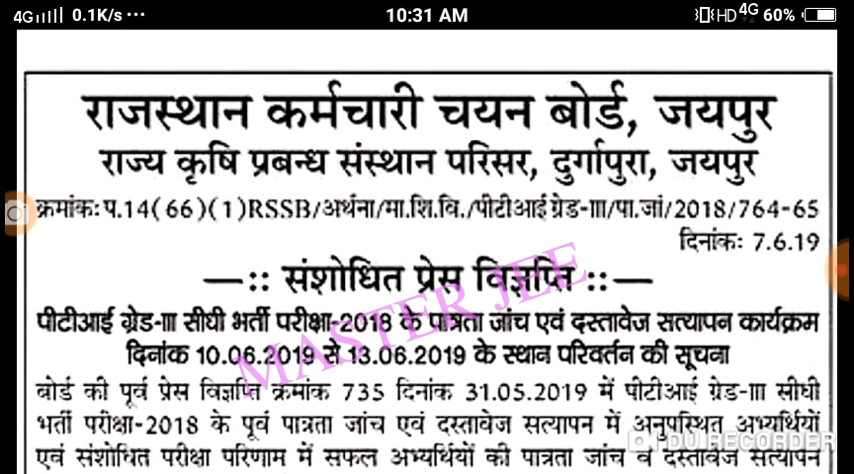 4G 0.1K/s ...
10:31 AM
HD 4G 60%
राजस्थान कर्मचारी चयन बोर्ड, जयपुर
राज्य कृषि प्रबन्ध संस्थान परिसर, दुर्गापुरा, जयपुर
क्रमांकः प.14(66)(1)RSSB/अर्थना/मा.शि.वि./पीटीआई ग्रेड-III/पा.जां/2018/764-65
दिनांकः 7.6.19
—:: संशोधित प्रेस विज्ञप्ति ::—
पीटीआई ग्रेड-III सीधी भर्ती परीक्षा-2018 के पात्रता जांच एवं दस्तावेज सत्यापन कार्यक्रम
दिनांक 10.06.2019 से 13.06.2019 के स्थान परिवर्तन की सूचना
बोर्ड की पूर्व प्रेस विज्ञप्ति क्रमांक 735 दिनांक 31.05.2019 में पीटीआई ग्रेड-III सीधी
भर्ती परीक्षा-2018 के पूर्व पात्रता जांच एवं दस्तावेज सत्यापन में अनुपस्थित अभ्यर्थियों
एवं संशोधित परीक्षा परिणाम में सफल अभ्यर्थियों की पात्रता जांच व दस्तावेज सत्यापन
MASTER JEE
DU RECORDER